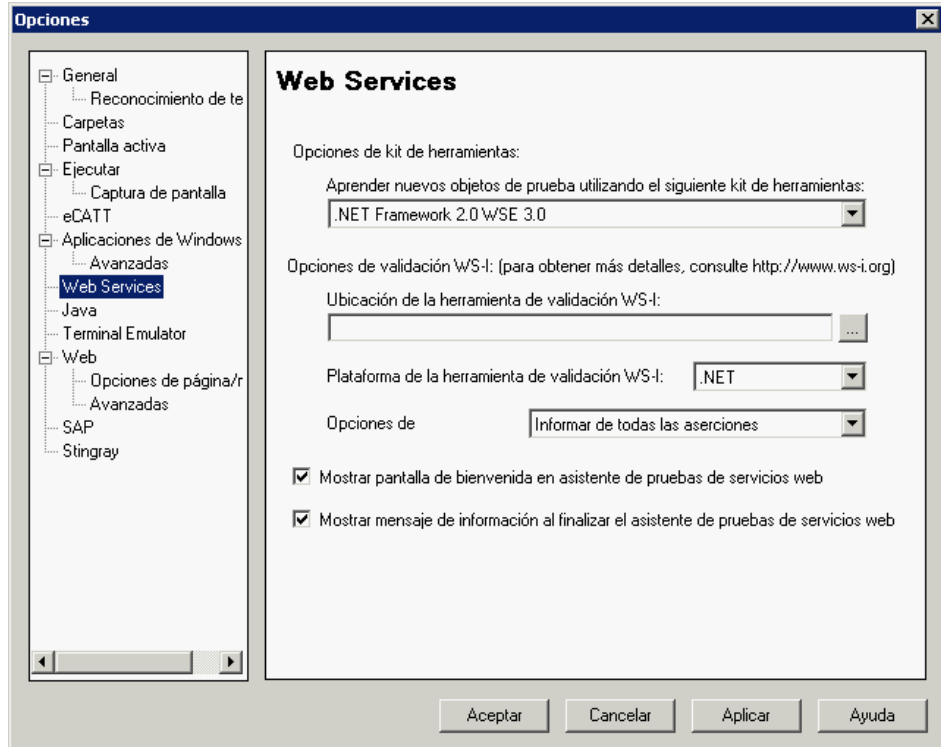 Opciones
General
Reconocimiento de te
Carpetas
Pantalla activa
Ejecutar
Captura de pantalla
eCATT
Aplicaciones de Windows
Avanzadas
Web Services
Java
Terminal Emulator
Web
Opciones de página/r
Avanzadas
SAP
Stingray
Web Services
Opciones de kit de herramientas:
Aprender nuevos objetos de prueba utilizando el siguiente kit de herramientas:
.NET Framework 2.0 WSE 3.0
Opciones de validación WS-I: (para obtener más detalles, consulte http://www.ws-i.org)
Ubicación de la herramienta de validación WS-I:
...
Plataforma de la herramienta de validación WS-I: .NET
Opciones de Informar de todas las aserciones
Mostrar pantalla de bienvenida en asistente de pruebas de servicios web
Mostrar mensaje de información al finalizar el asistente de pruebas de servicios web
Aceptar Cancelar Aplicar Ayuda